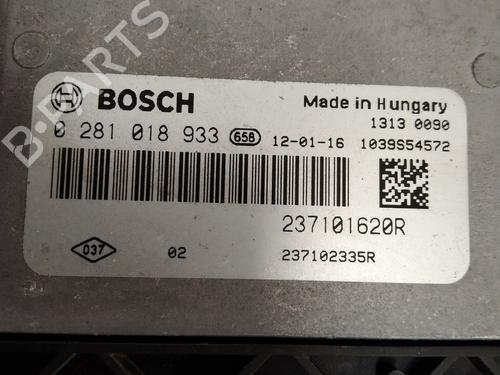 B-PARTS
BOSCH
Made in Hungary
0 281 018 933 658 12-01-16
1313 0090
1039S54572
237101620R
037 02 237102335R